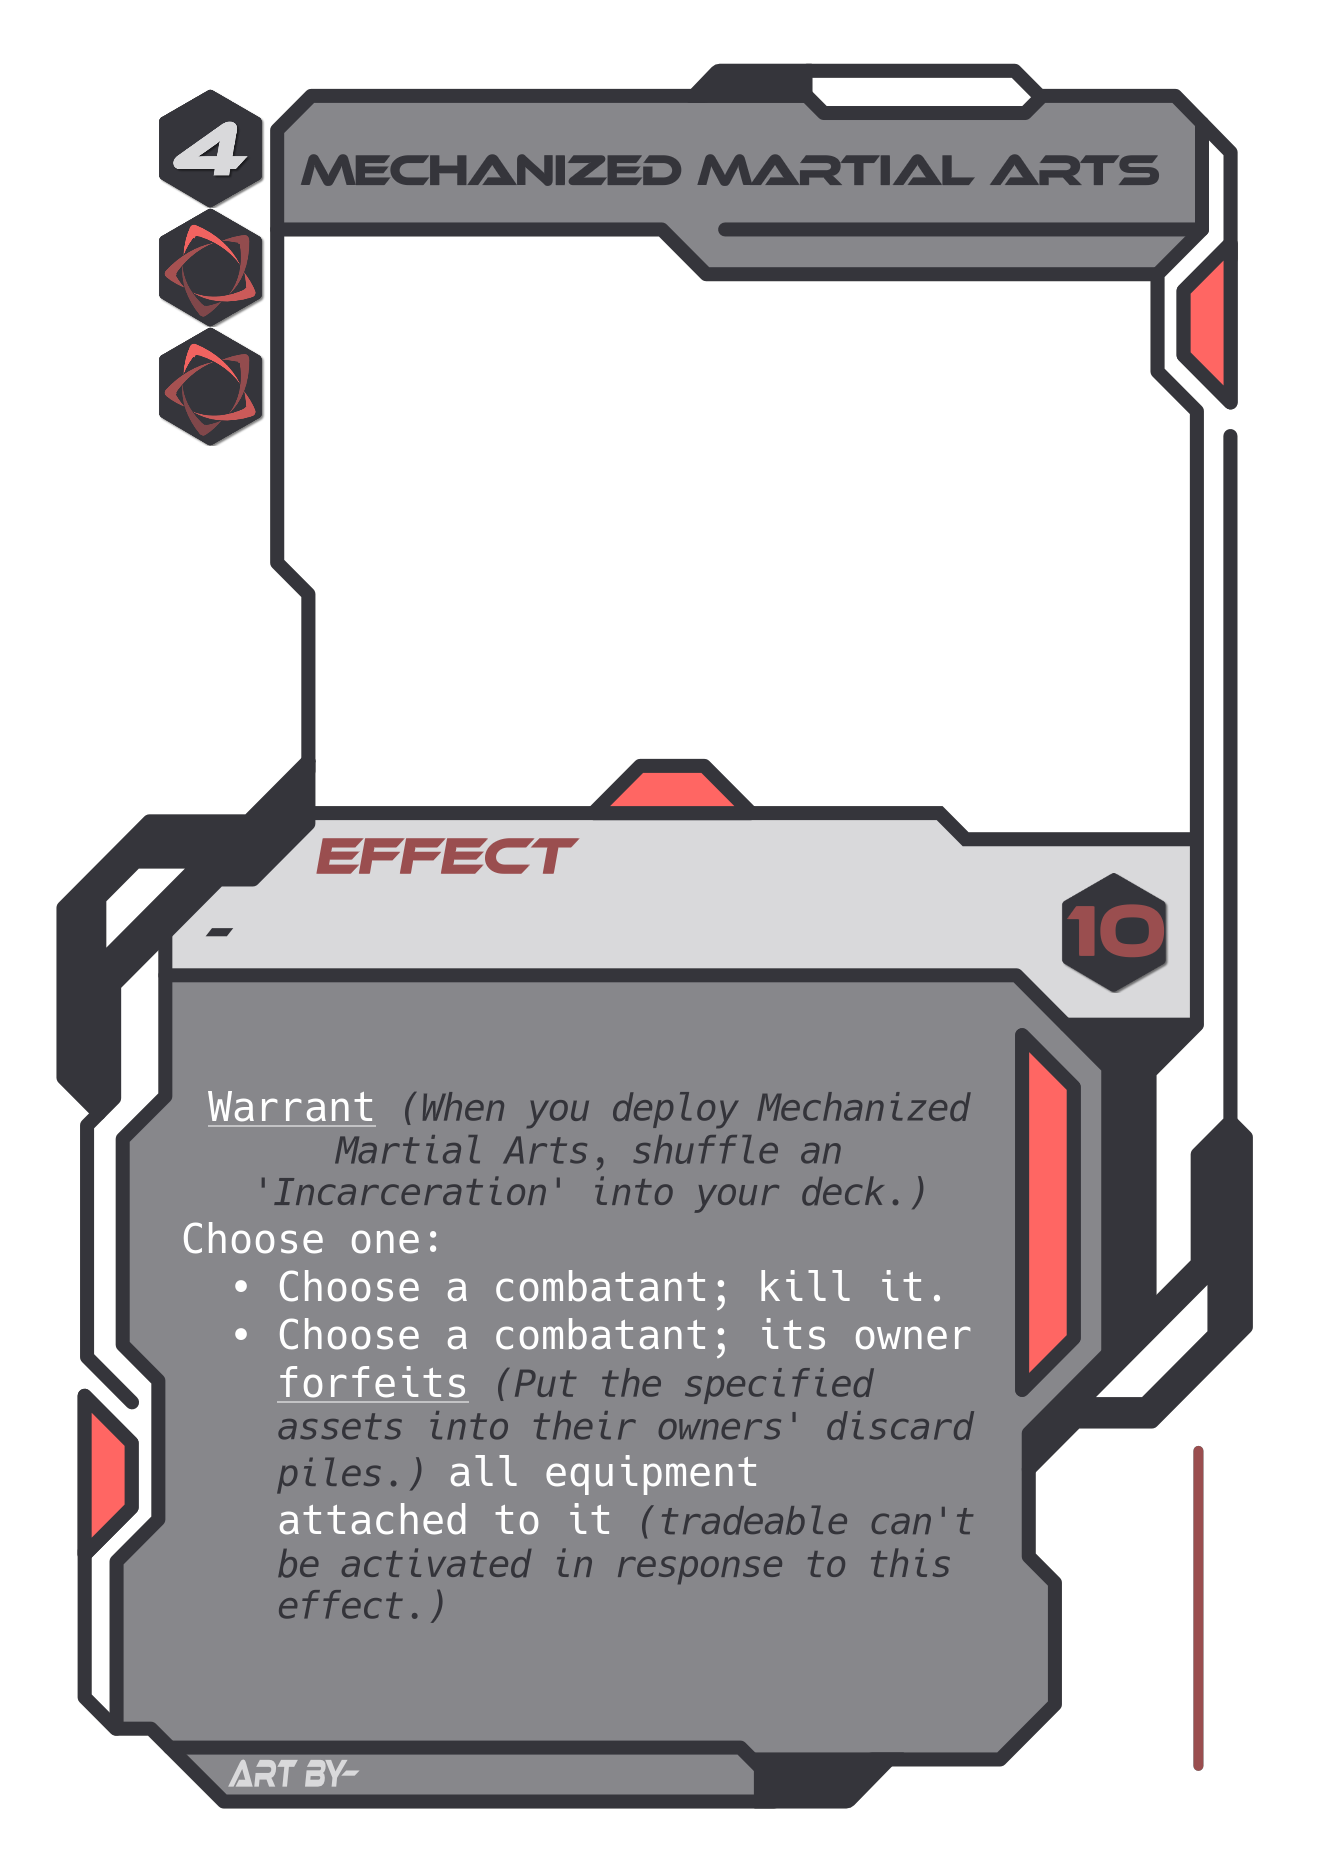 4
MECHANIZED MARTIAL ARTS
EFFECT
-
10
Warrant (When you deploy Mechanized
Martial Arts, shuffle an
'Incarceration' into your deck.)
Choose one:
• Choose a combatant; kill it.
• Choose a combatant; its owner
forfeits (Put the specified
assets into their owners' discard
piles.) all equipment
attached to it (tradeable can't
be activated in response to this
effect.)
ART BY-